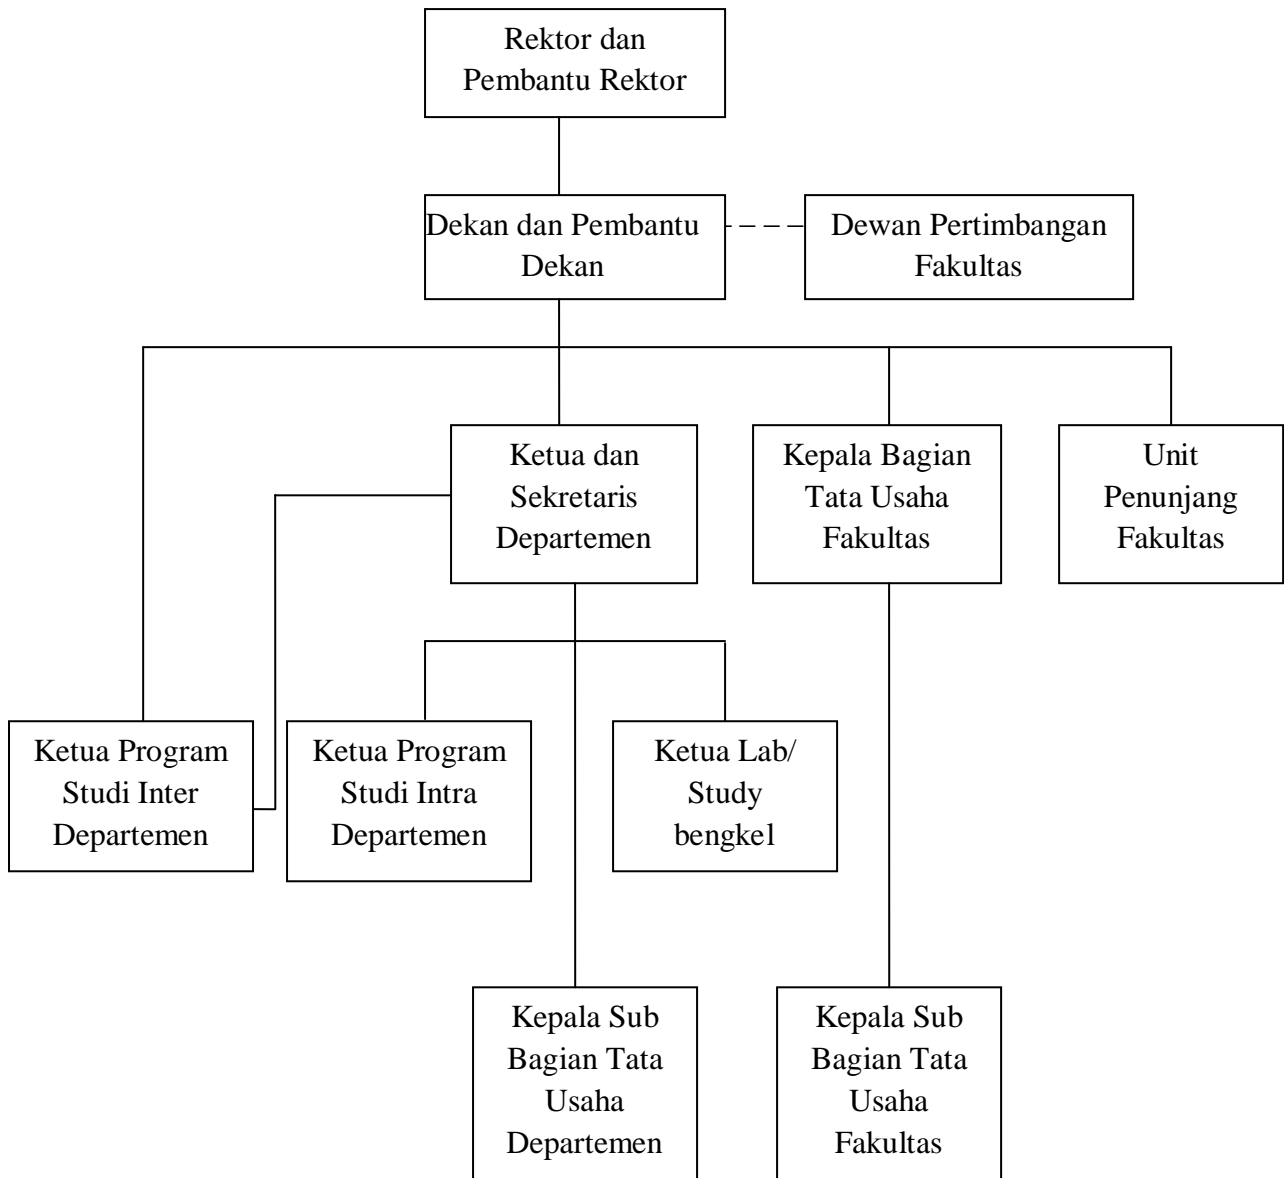 Rektor dan
Pembantu Rektor
Dekan dan Pembantu
Dekan
Dewan Pertimbangan
Fakultas
Ketua dan
Sekretaris
Departemen
Kepala Bagian
Tata Usaha
Fakultas
Unit
Penunjang
Fakultas
Ketua Program
Studi Inter
Departemen
Ketua Program
Studi Intra
Departemen
Ketua Lab/
Study
bengkel
Kepala Sub
Bagian Tata
Usaha
Departemen
Kepala Sub
Bagian Tata
Usaha
Fakultas